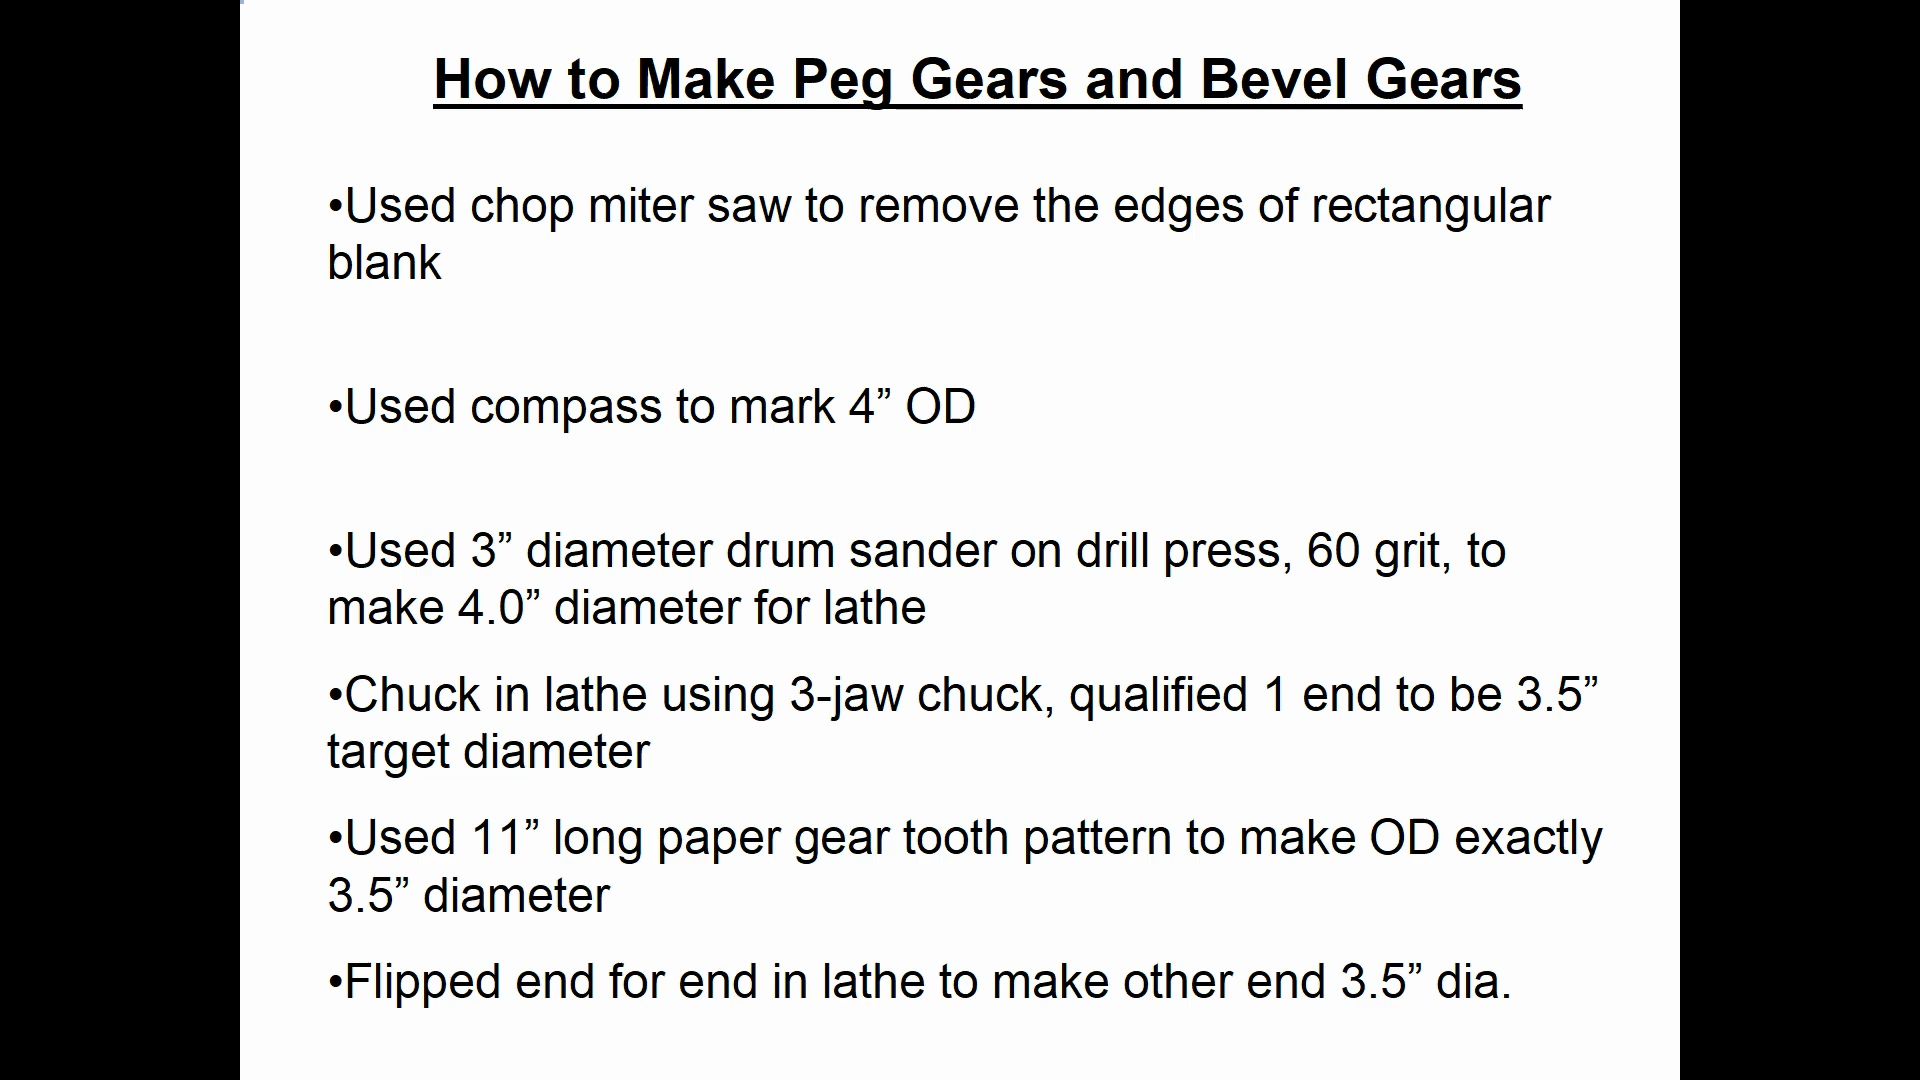 How to Make Peg Gears and Bevel Gears
•Used chop miter saw to remove the edges of rectangular
blank
•Used compass to mark 4” OD
•Used 3” diameter drum sander on drill press, 60 grit, to
make 4.0” diameter for lathe
•Chuck in lathe using 3-jaw chuck, qualified 1 end to be 3.5”
target diameter
•Used 11” long paper gear tooth pattern to make OD exactly
3.5” diameter
•Flipped end for end in lathe to make other end 3.5” dia.